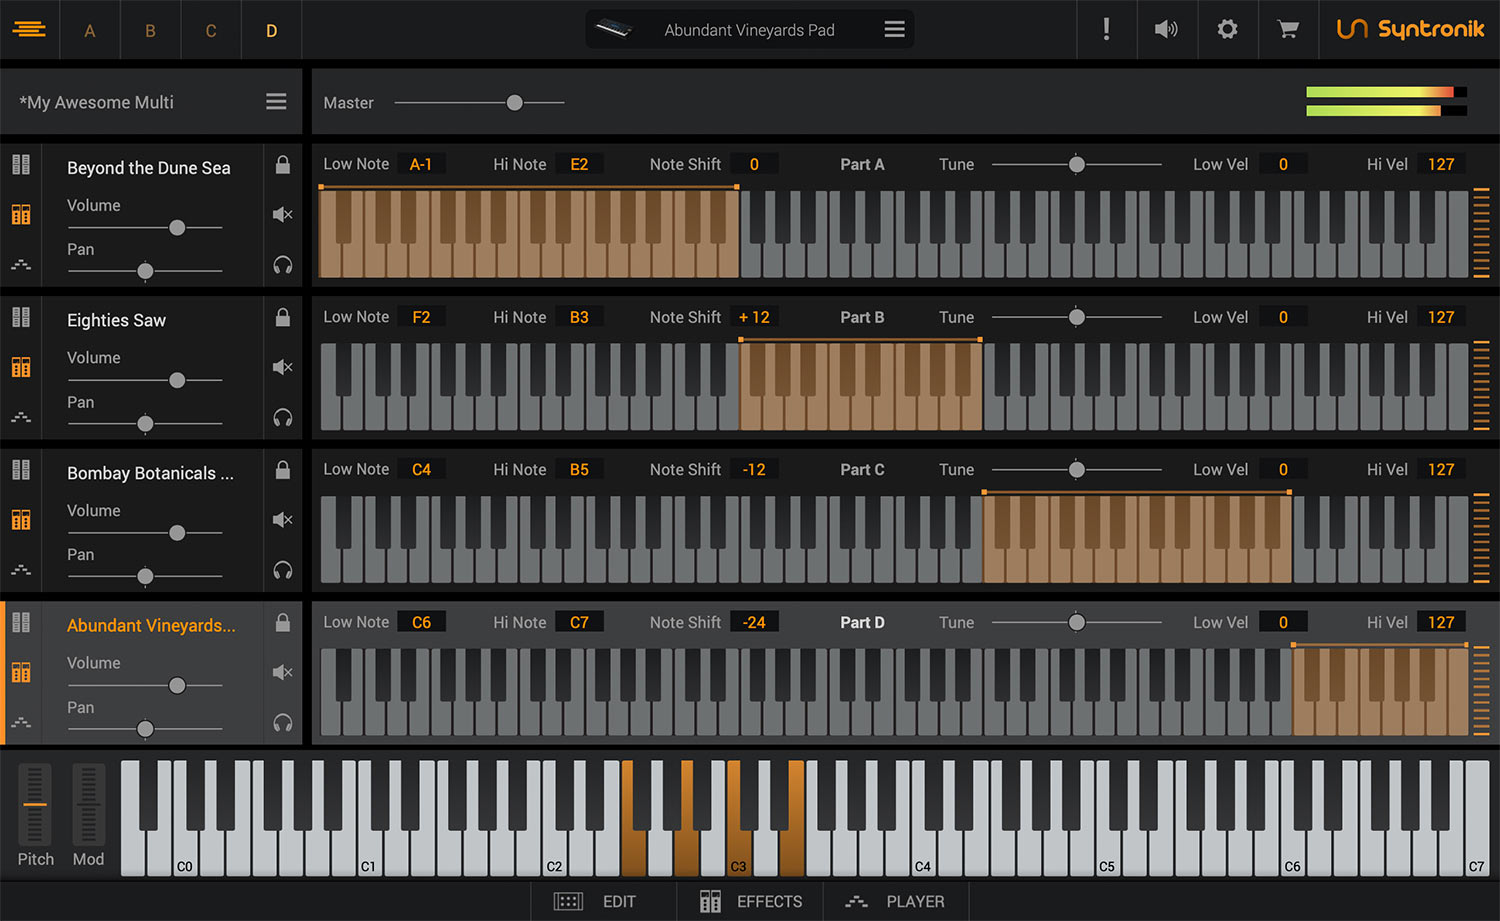 A B C D Abundant Vineyards Pad Syntronik
*My Awesome Multi Master
Beyond the Dune Sea Low Note A-1 Hi Note E2 Note Shift 0 Part A Tune Low Vel 0 Hi Vel 127
Volume
Pan
Eighties Saw Low Note F2 Hi Note B3 Note Shift + 12 Part B Tune Low Vel 0 Hi Vel 127
Volume
Pan
Bombay Botanicals ... Low Note C4 Hi Note B5 Note Shift -12 Part C Tune Low Vel 0 Hi Vel 127
Volume
Pan
Abundant Vineyards... Low Note C6 Hi Note C7 Note Shift -24 Part D Tune Low Vel 0 Hi Vel 127
Volume
Pan
Pitch Mod C0 C1 C2 C3 C4 C5 C6 C7
EDIT EFFECTS PLAYER